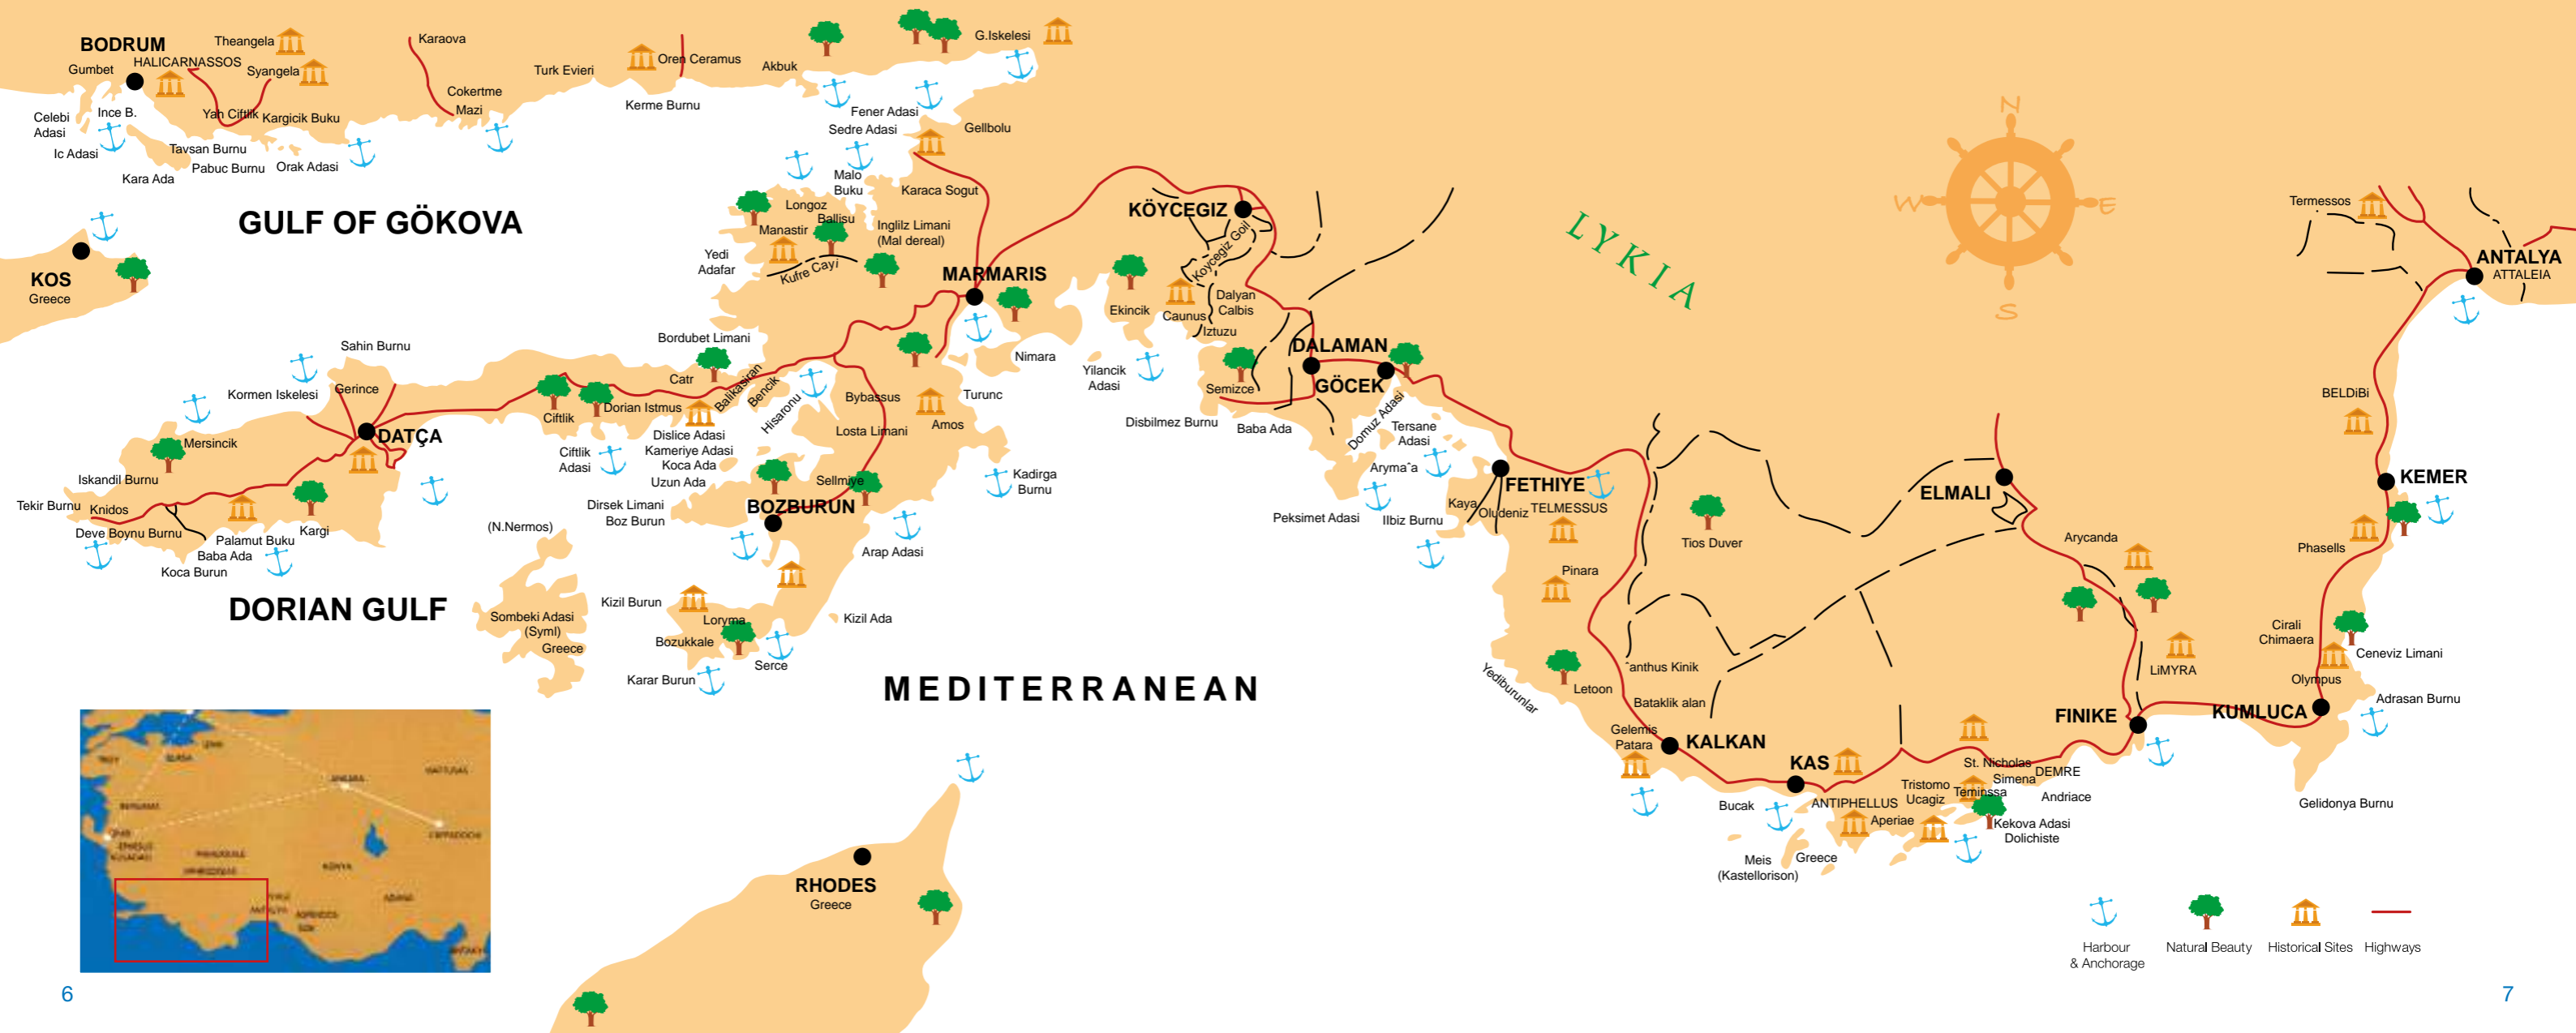 BODRUM
Theangela
Gumbet
HALICARNASSOS
Syangela
Karaova
Celebi
Adasi
Ince B.
Yah Ciftlik
Kargicik Buku
Cokertme
Mazi
Ic Adasi
Tavsan Burnu
Pabuc Burnu
Orak Adasi
Kara Ada
Turk Evieri
Oren Ceramus
Kerme Burnu
Akbuk
G.Iskelesi
Fener Adasi
Sedre Adasi
Gellbolu
Malo
Buku
Karaca Sogut
GULF OF GÖKOVA
KOS
Greece
Longoz
Ballisu
Manastir
Inglilz Limani
(Mal dereal)
Yedi
Adafar
Kufre Cayi
MARMARIS
Nimara
Bordubet Limani
Sahin Burnu
Kormen Iskelesi
Gerince
DATÇA
Mersincik
Iskandil Burnu
Tekir Burnu
Knidos
Deve Boynu Burnu
Palamut Buku
Baba Ada
Koca Burun
Kargi
Ciftlik
Dorian Istmus
Catr
Balikasiran
Bencik
Hisaronu
Ciftlik
Adasi
Dislice Adasi
Kameriye Adasi
Koca Ada
Uzun Ada
Dirsek Limani
Boz Burun
Bybassus
Turunc
Amos
Losta Limani
Sellmiye
BOZBURUN
Kadirga
Burnu
Arap Adasi
(N.Nermos)
DORIAN GULF
Sombeki Adasi
(Syml)
Greece
Kizil Burun
Loryma
Bozukkale
Kizil Ada
Serce
Karar Burun
MEDITERRANEAN
RHODES
Greece
KÖYCEGIZ
Koycegiz Goli
Ekincik
Caunus
Dalyan
Calbis
Iztuzu
Yilancik
Adasi
DALAMAN
GÖCEK
Semizce
Disbilmez Burnu
Baba Ada
Domuz Adasi
Tersane
Adasi
Arymaˆa
Peksimet Adasi
Ilbiz Burnu
LYKIA
FETHIYE
Kaya
Oludeniz
TELMESSUS
Pinara
Tios Duver
Yediburunlar
Letoon
ˆanthus Kinik
Bataklik alan
Gelemis
Patara
KALKAN
KAS
Bucak
ANTIPHELLUS
Aperiae
Meis
(Kastellorison)
Greece
Tristomo
Ucagiz
St. Nicholas
Simena
Teminssa
DEMRE
Andriace
Kekova Adasi
Dolichiste
ELMALI
Arycanda
LiMYRA
FINIKE
KUMLUCA
Gelidonya Burnu
Adrasan Burnu
Olympus
Ceneviz Limani
Cirali
Chimaera
Phasells
KEMER
BELDiBi
Termessos
ANTALYA
ATTALEIA
N
W
E
S
Harbour
& Anchorage
Natural Beauty
Historical Sites
Highways
ANKARA
KONYA
6
7